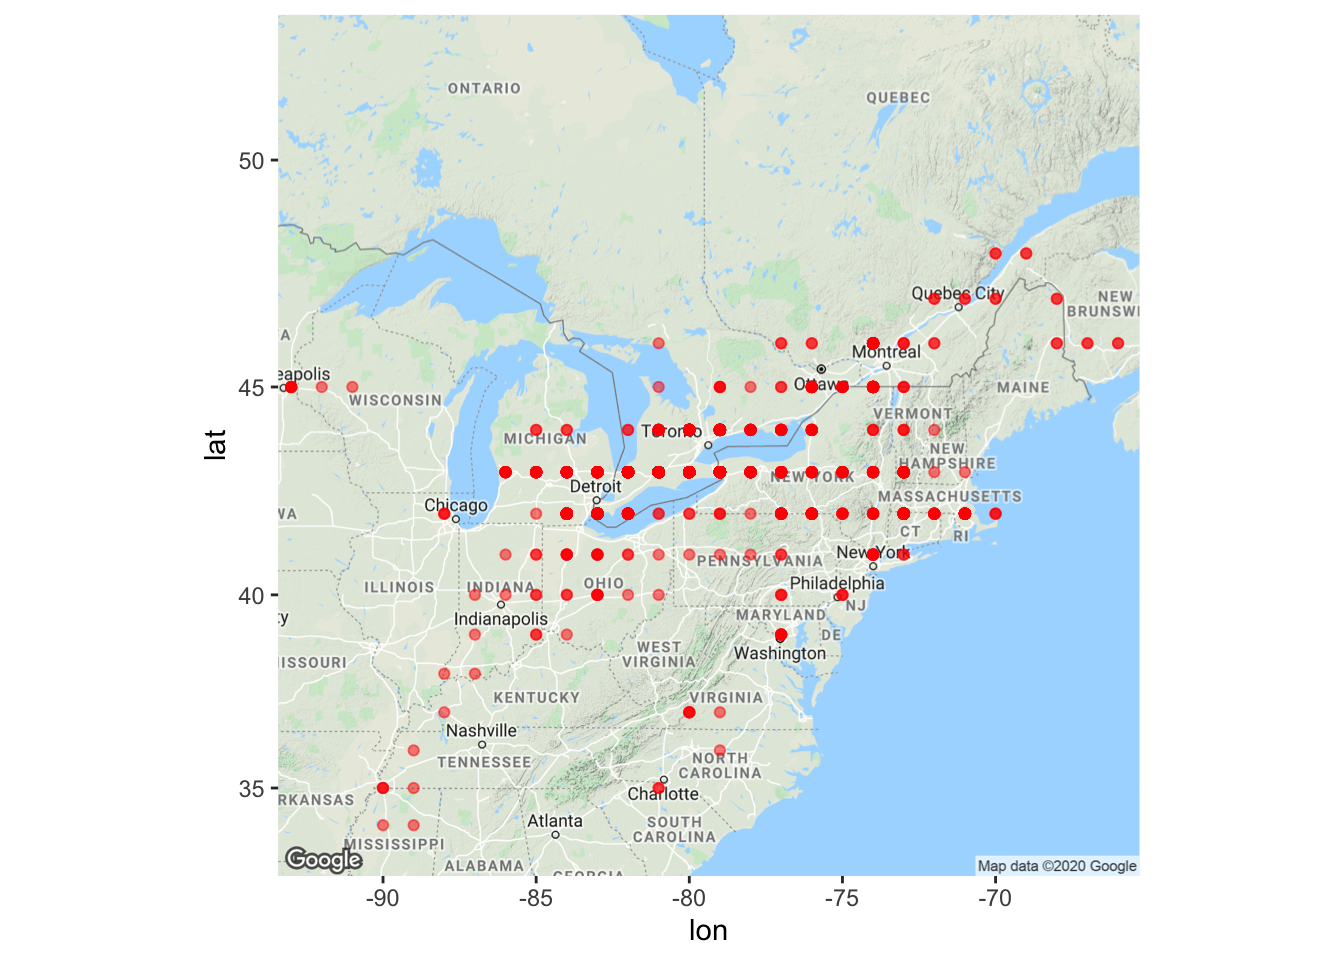 ONTARIO
QUEBEC
50
Quebec City
NEW
BRUNSWI
A
Montreal
eapolis
45
Ottawa
MAINE
WISCONSIN
VERMONT
Toronto
MICHIGAN
lat
NEW
HAMPSHIRE
NEW YORK
Detroit
MASSACHUSETTS
Chicago
WA
CT
RI
New York
PENNSYLVANIA
ILLINOIS
INDIANA
OHIO
Philadelphia
40
NJ
ty
Indianapolis
MARYLAND
DE
WEST
VIRGINIA
Washington
ISSOURI
KENTUCKY
VIRGINIA
Nashville
TENNESSEE
NORTH
CAROLINA
35
RKANSAS
Charlotte
Atlanta
SOUTH
CAROLINA
MISSISSIPPI
Google
ALABAMA
GEORGIA
Map data ©2020 Google
-90
-85
-80
-75
-70
lon